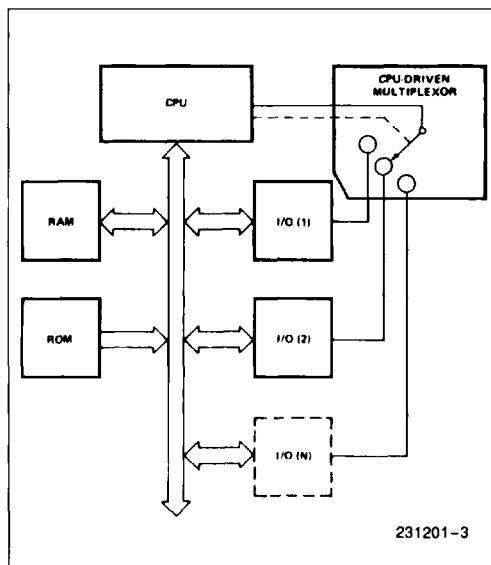 CPU
CPU-DRIVEN
MULTIPLEXOR
RAM
I/O (1)
ROM
I/O (2)
I/O (N)
231201-3